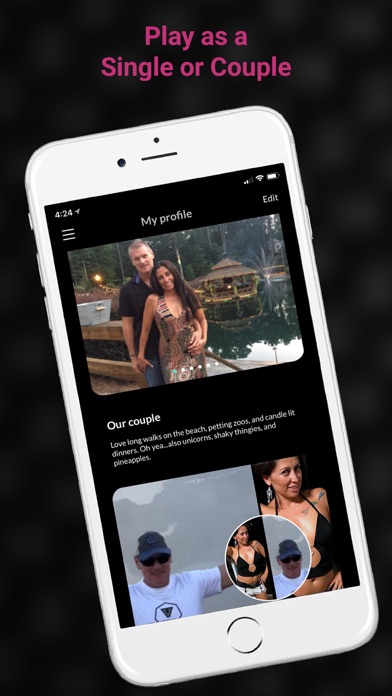 Play as a
Single or Couple
4:24
My profile
Edit
Our couple
Love long walks on the beach, petting zoos, and candle lit
dinners. Oh yea...also unicorns, shaky thingies, and
pineapples.